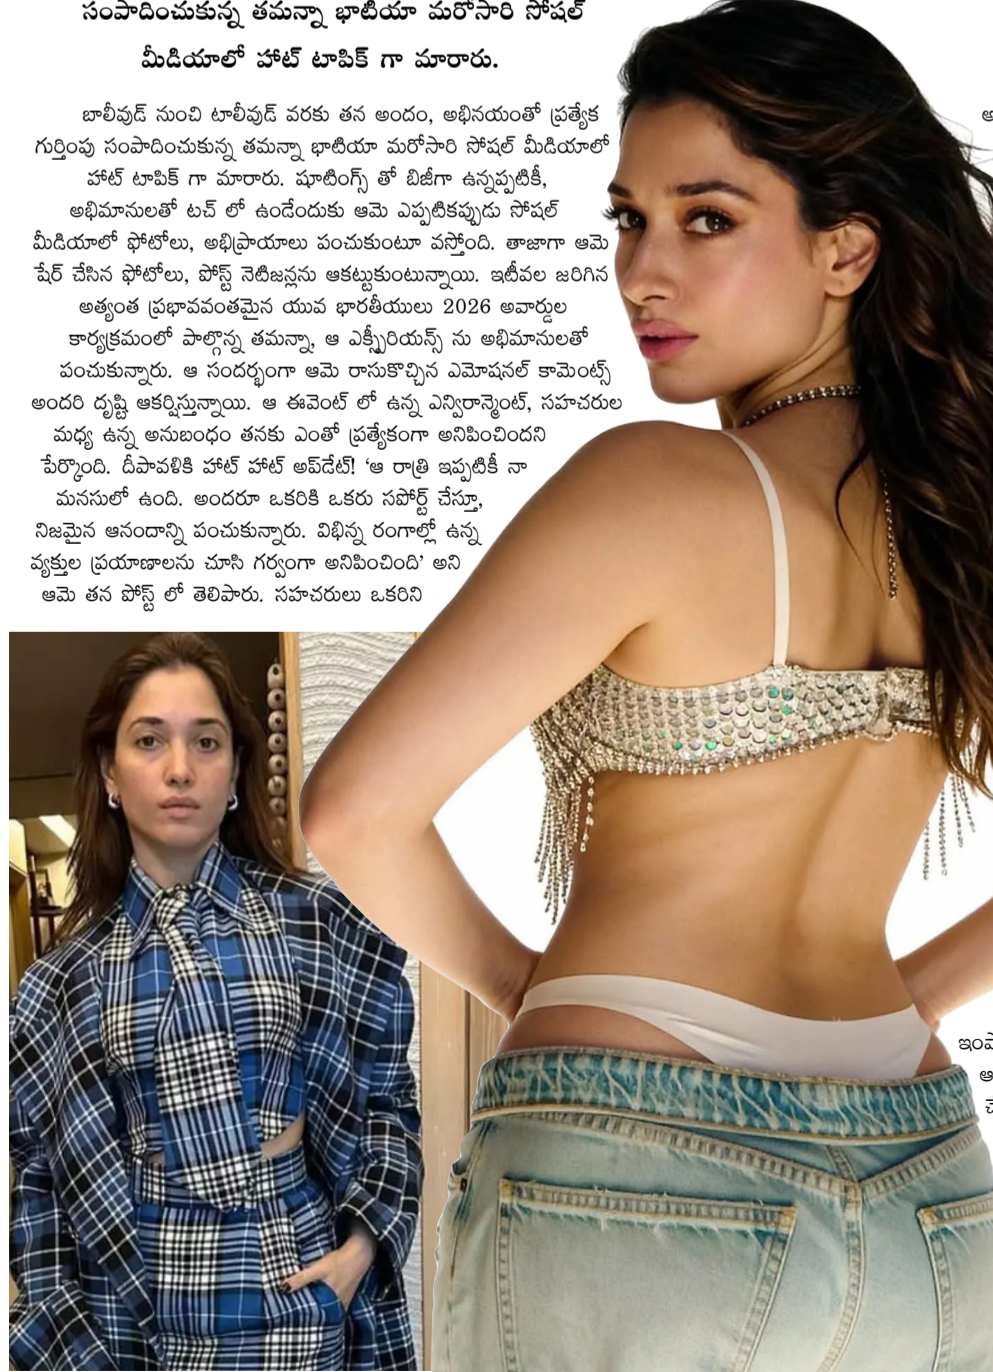 సంపాదించుకున్న తమన్నా భాటియా మరోసారి సోషల్
మీడియాలో హాట్ టాపిక్ గా మారారు.
బాలీవుడ్ నుంచి టాలీవుడ్ వరకు తన అందం, అభినయంతో ప్రత్యేక
గుర్తింపు సంపాదించుకున్న తమన్నా భాటియా మరోసారి సోషల్ మీడియాలో
హాట్ టాపిక్ గా మారారు. షూటింగ్స్ తో బిజీగా ఉన్నప్పటికీ,
అభిమానులతో టచ్ లో ఉండేందుకు ఆమె ఎప్పటికప్పుడు సోషల్
మీడియాలో ఫోటోలు, అభిప్రాయాలు పంచుకుంటూ వస్తోంది. తాజాగా ఆమె
షేర్ చేసిన ఫోటోలు, పోస్ట్ నెటిజన్లను ఆకట్టుకుంటున్నాయి. ఇటీవల జరిగిన
అత్యంత ప్రభావవంతమైన యువ భారతీయులు 2026 అవార్డుల
కార్యక్రమంలో పాల్గొన్న తమన్నా, ఆ ఎక్స్పీరియన్స్ ను అభిమానులతో
పంచుకున్నారు. ఆ సందర్భంగా ఆమె రాసుకొచ్చిన ఎమోషనల్ కామెంట్స్
అందరి దృష్టి ఆకర్షిస్తున్నాయి. ఆ ఈవెంట్ లో ఉన్న ఎన్విరాన్మెంట్, సహచరుల
మధ్య ఉన్న అనుబంధం తనకు ఎంతో ప్రత్యేకంగా అనిపించిందని
పేర్కొంది. దీపావళికి హాట్ హాట్ అప్‌డేట్! ‘ఆ రాత్రి ఇప్పటికీ నా
మనసులో ఉంది. అందరూ ఒకరికి ఒకరు సపోర్ట్ చేస్తూ,
నిజమైన ఆనందాన్ని పంచుకున్నారు. విభిన్న రంగాల్లో ఉన్న
వ్యక్తుల ప్రయాణాలను చూసి గర్వంగా అనిపించింది’ అని
ఆమె తన పోస్ట్ లో తెలిపారు. సహచరులు ఒకరిని